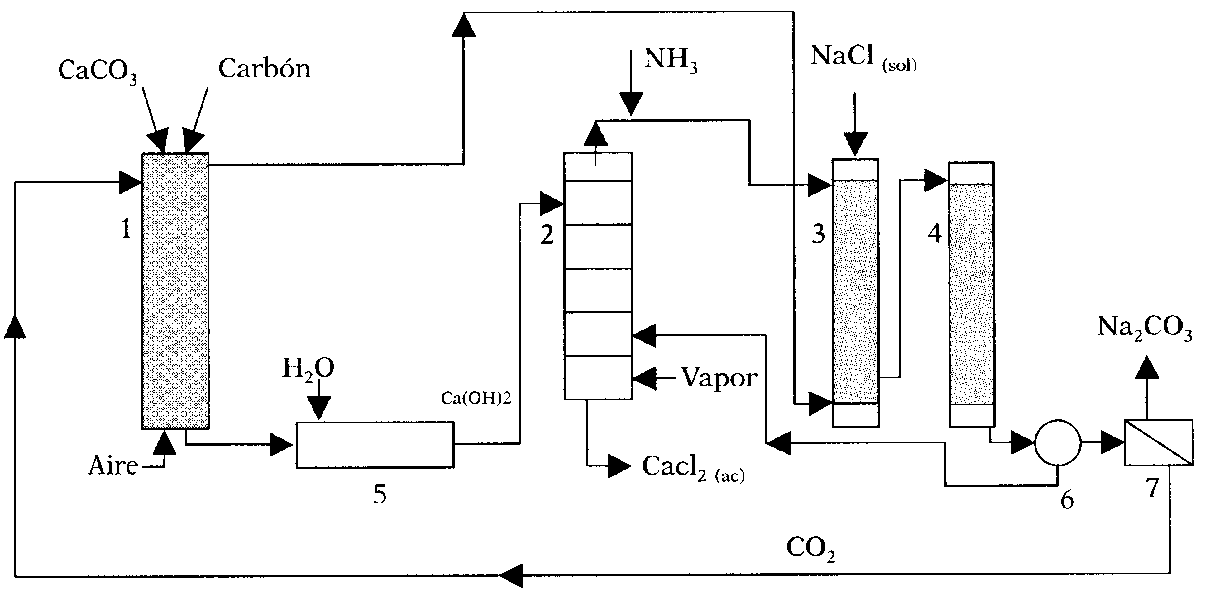 CaCO₃
Carbón
NH₃
NaCl (sol)
1
2
3
4
Na₂CO₃
H₂O
Ca(OH)2
Vapor
Aire
Cacl₂ (ac)
5
6
7
CO₂